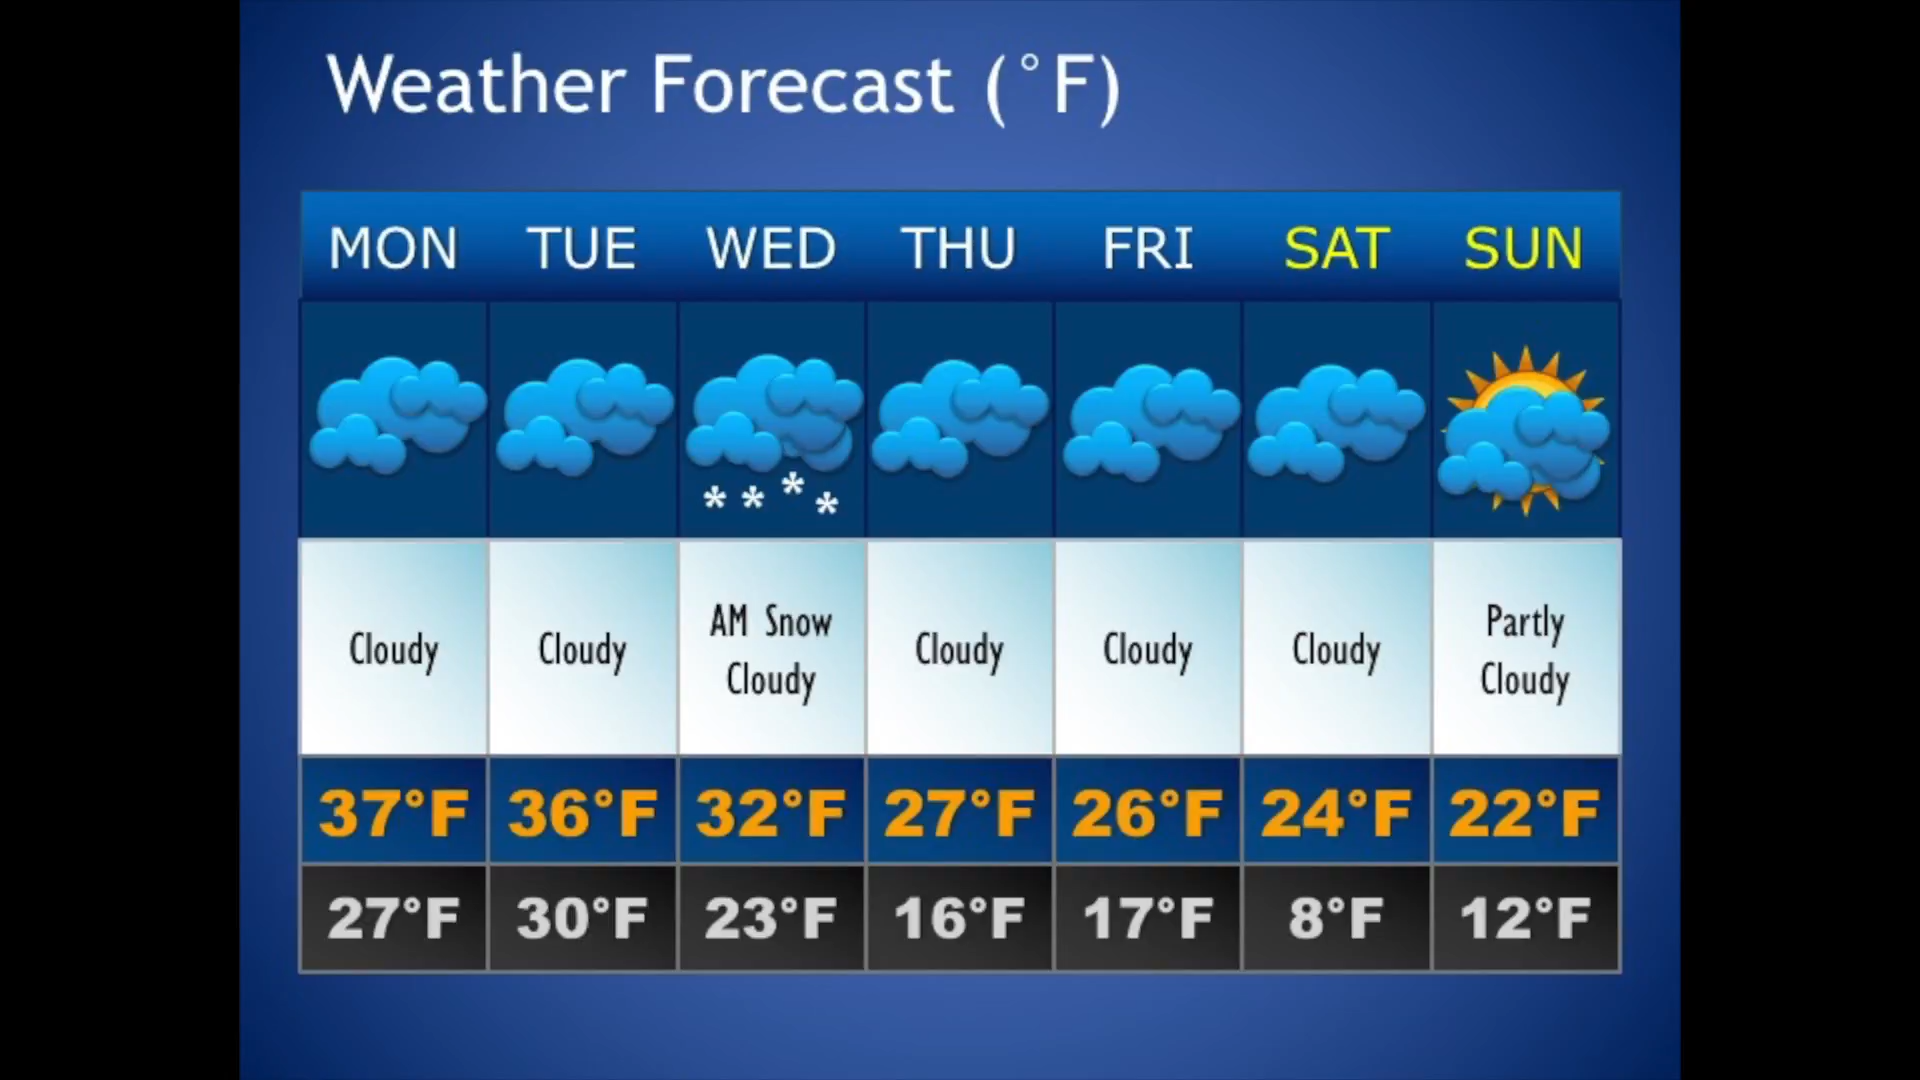 Weather Forecast (˚F)
MON TUE WED THU FRI SAT SUN
* * * *
Cloudy Cloudy AM Snow Cloudy Cloudy Cloudy Cloudy Partly Cloudy
37°F 36°F 32°F 27°F 26°F 24°F 22°F
27°F 30°F 23°F 16°F 17°F 8°F 12°F